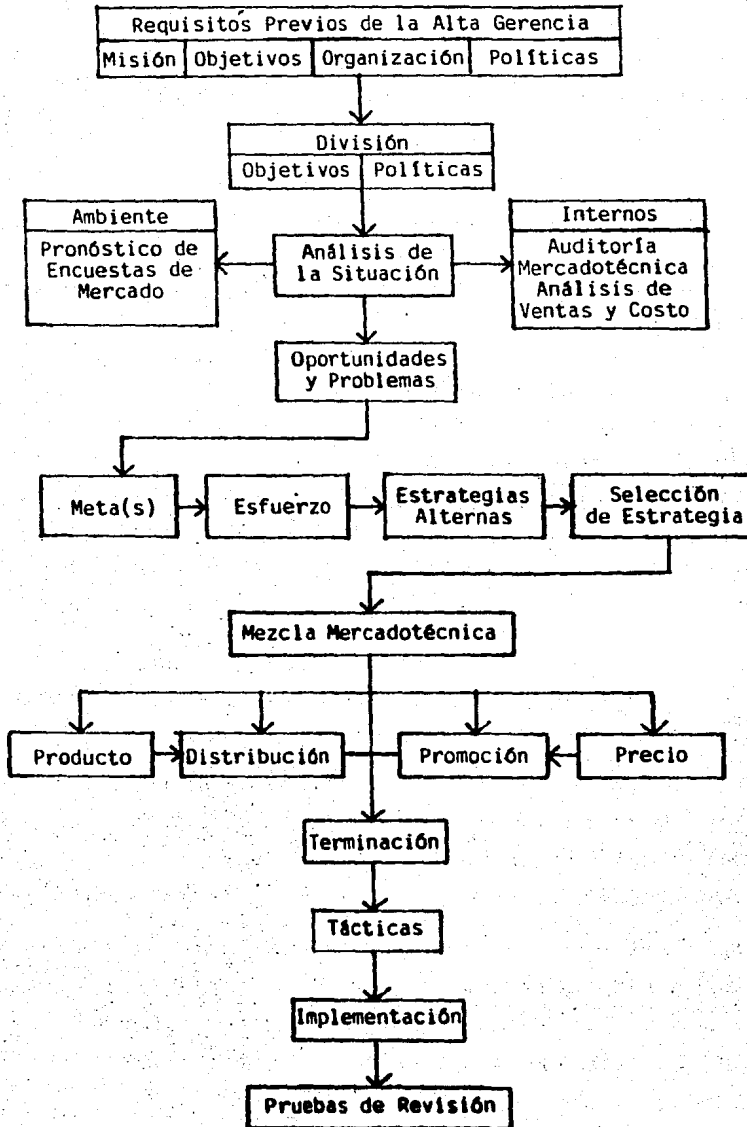 Requisitos Previos de la Alta Gerencia
Misión Objetivos Organización Políticas
División
Objetivos Políticas
Ambiente
Pronóstico de
Encuestas de
Mercado
Análisis de
la Situación
Internos
Auditoría
Mercadotécnica
Análisis de
Ventas y Costo
Oportunidades
y Problemas
Meta(s)
Esfuerzo
Estrategias
Alternas
Selección
de Estrategia
Mezcla Mercadotécnica
Producto
Distribución
Promoción
Precio
Terminación
Tácticas
Implementación
Pruebas de Revisión